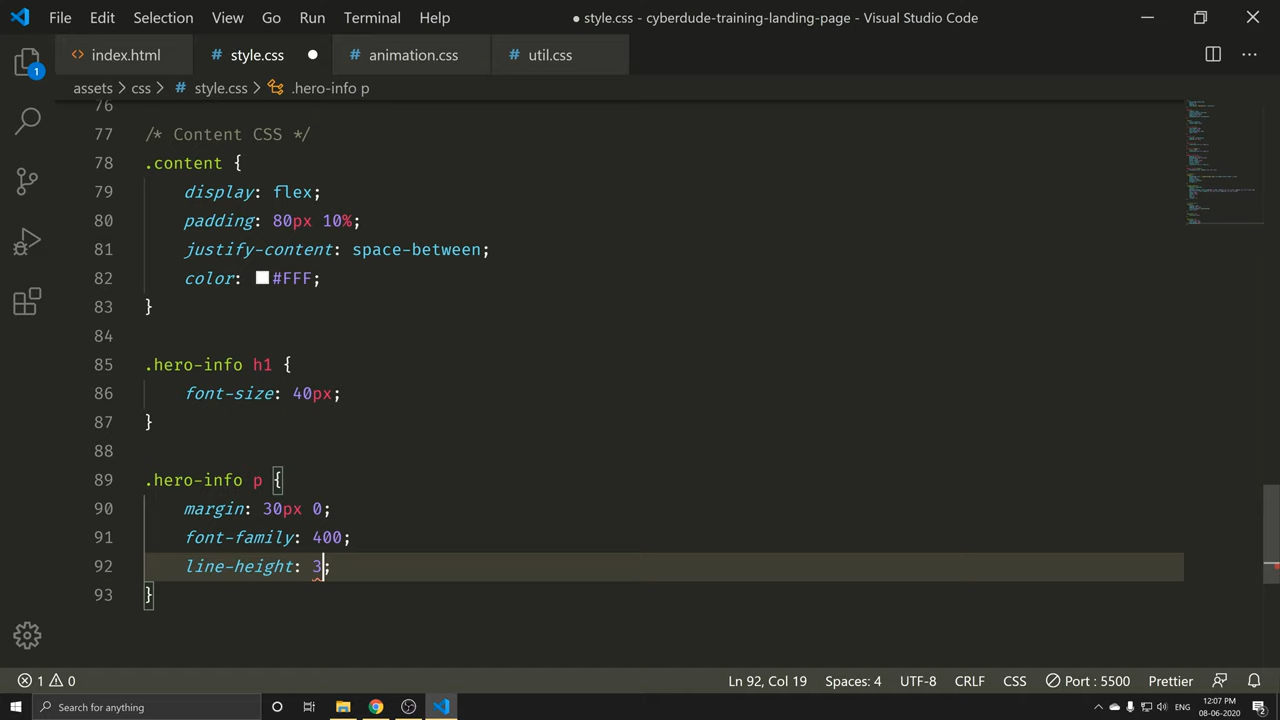 File Edit Selection View Go Run Terminal Help ● style.css - cyberdude-training-landing-page - Visual Studio Code
1
<> index.html # style.css ● # animation.css # util.css ...
assets > css > # style.css > .hero-info p
76
77 /* Content CSS */
78 .content {
79 display: flex;
80 padding: 80px 10%;
81 justify-content: space-between;
82 color: #FFF;
83 }
84
85 .hero-info h1 {
86 font-size: 40px;
87 }
88
89 .hero-info p {
90 margin: 30px 0;
91 font-family: 400;
92 line-height: 3;
93 }
1 0 Ln 92, Col 19 Spaces: 4 UTF-8 CRLF CSS Port : 5500 Prettier
Search for anything ENG 12:07 PM 08-06-2020 2